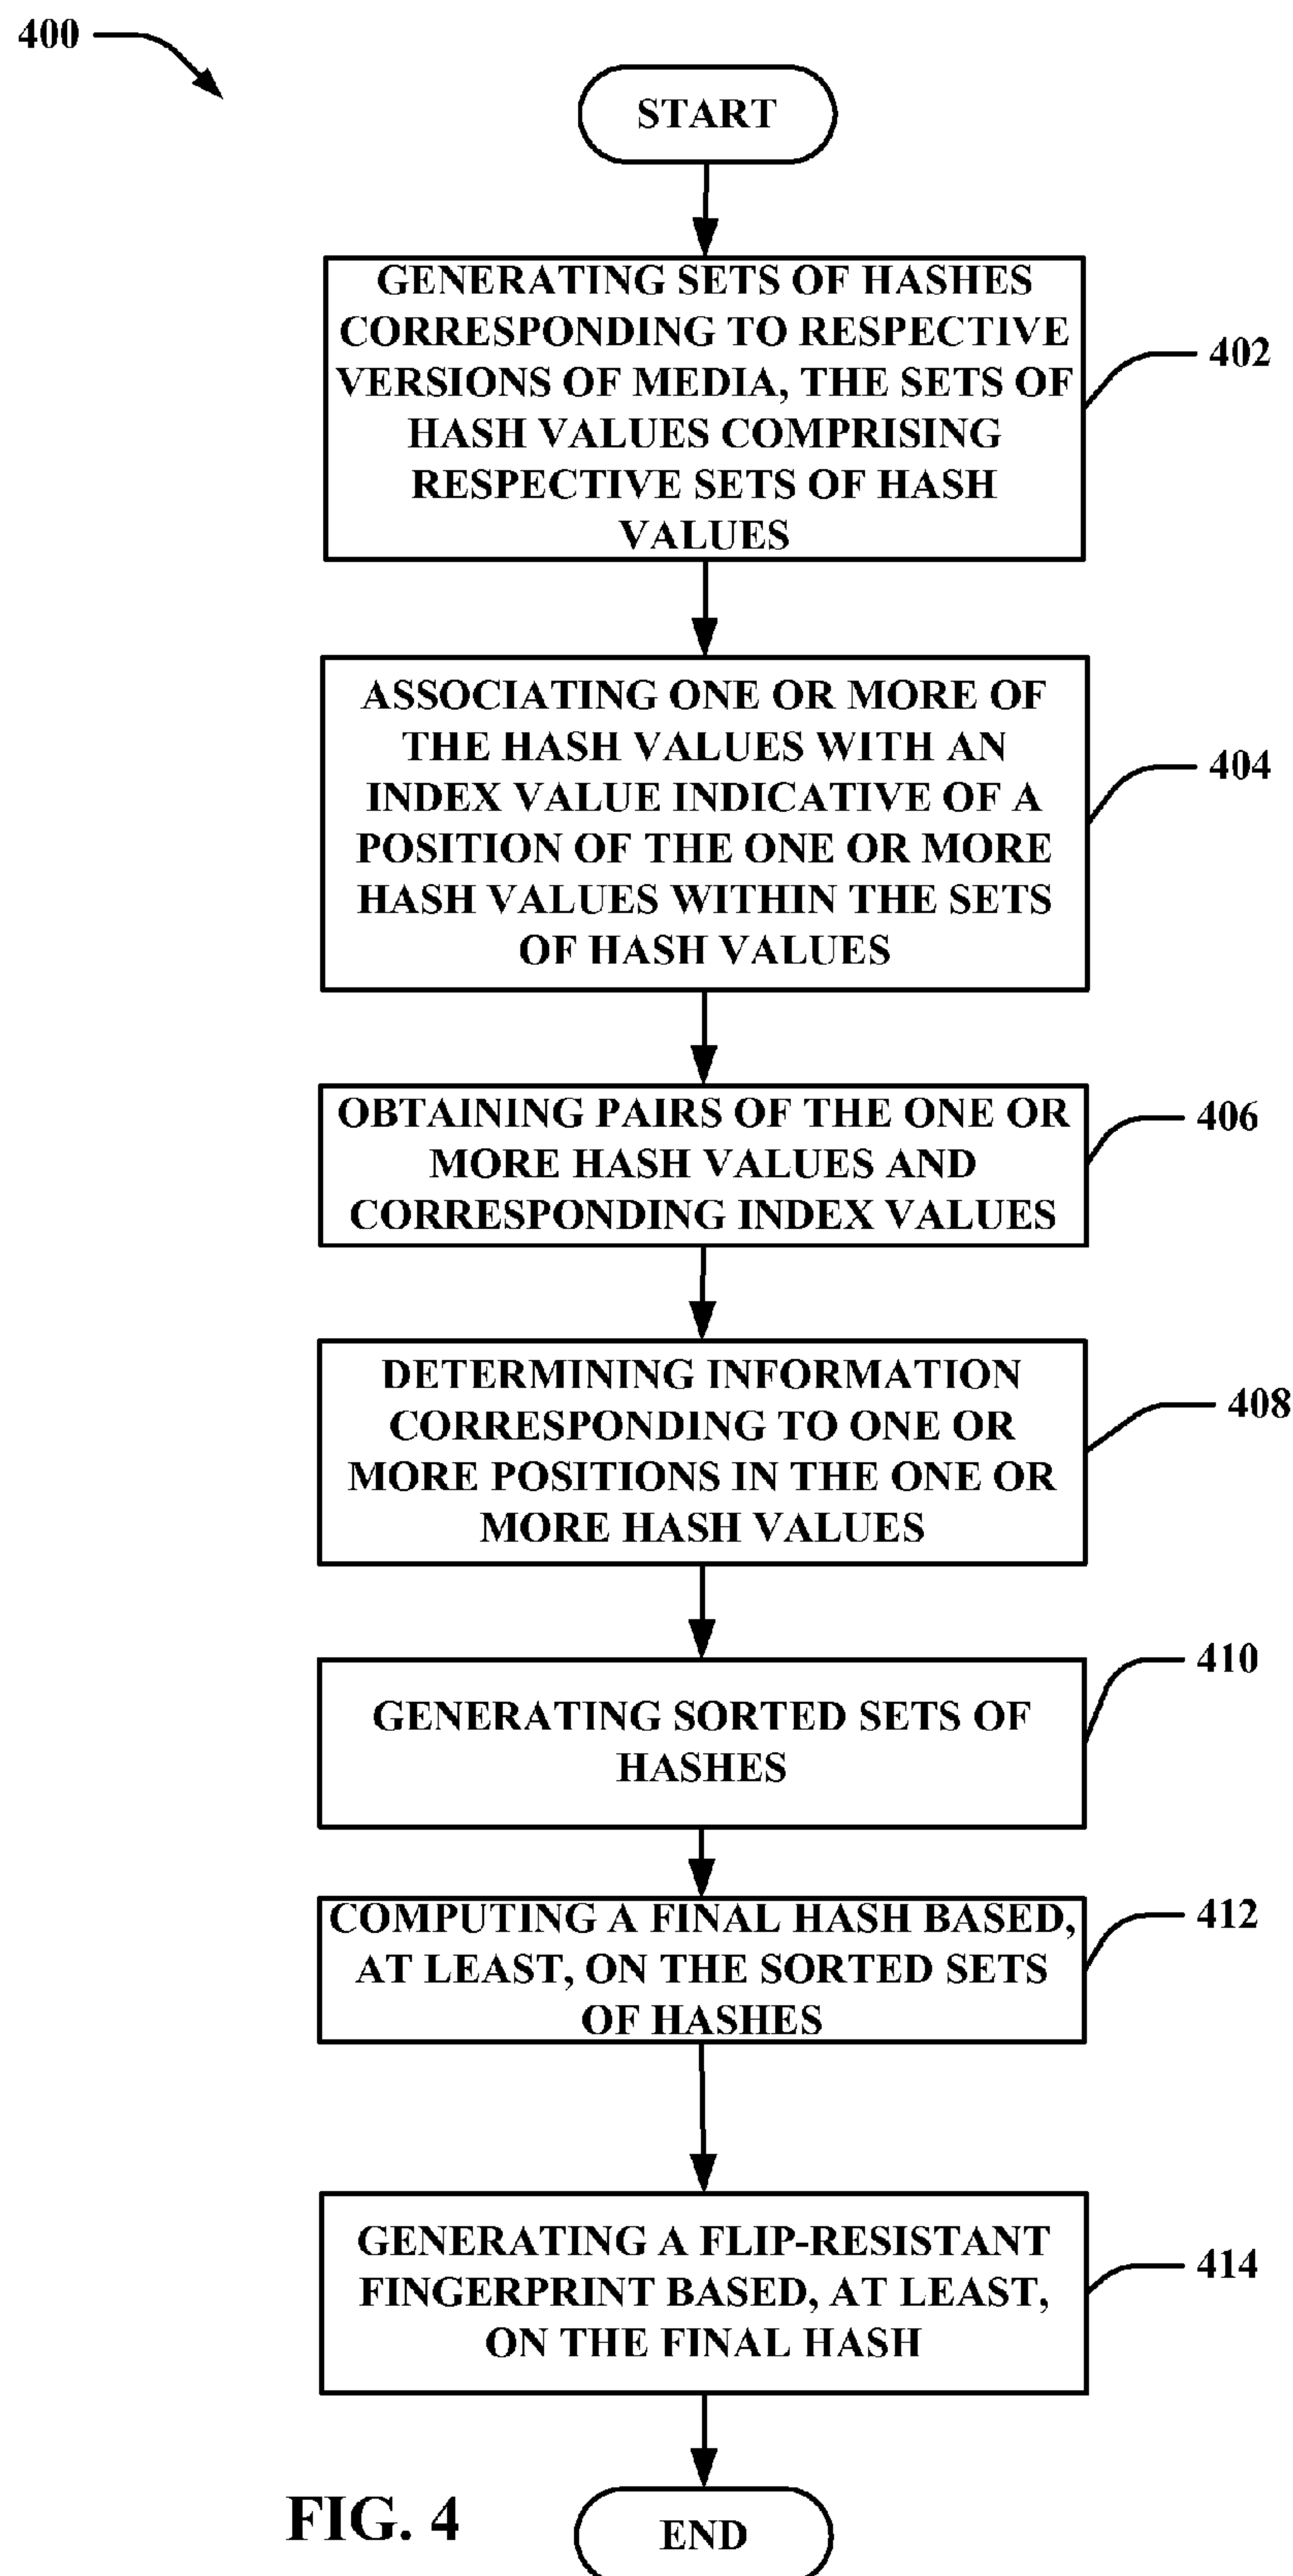 400
START
GENERATING SETS OF HASHES
CORRESPONDING TO RESPECTIVE
VERSIONS OF MEDIA, THE SETS OF
HASH VALUES COMPRISING
RESPECTIVE SETS OF HASH
VALUES
402
ASSOCIATING ONE OR MORE OF
THE HASH VALUES WITH AN
INDEX VALUE INDICATIVE OF A
POSITION OF THE ONE OR MORE
HASH VALUES WITHIN THE SETS
OF HASH VALUES
404
OBTAINING PAIRS OF THE ONE OR
MORE HASH VALUES AND
CORRESPONDING INDEX VALUES
406
DETERMINING INFORMATION
CORRESPONDING TO ONE OR
MORE POSITIONS IN THE ONE OR
MORE HASH VALUES
408
GENERATING SORTED SETS OF
HASHES
410
COMPUTING A FINAL HASH BASED,
AT LEAST, ON THE SORTED SETS
OF HASHES
412
GENERATING A FLIP-RESISTANT
FINGERPRINT BASED, AT LEAST,
ON THE FINAL HASH
414
END
FIG. 4